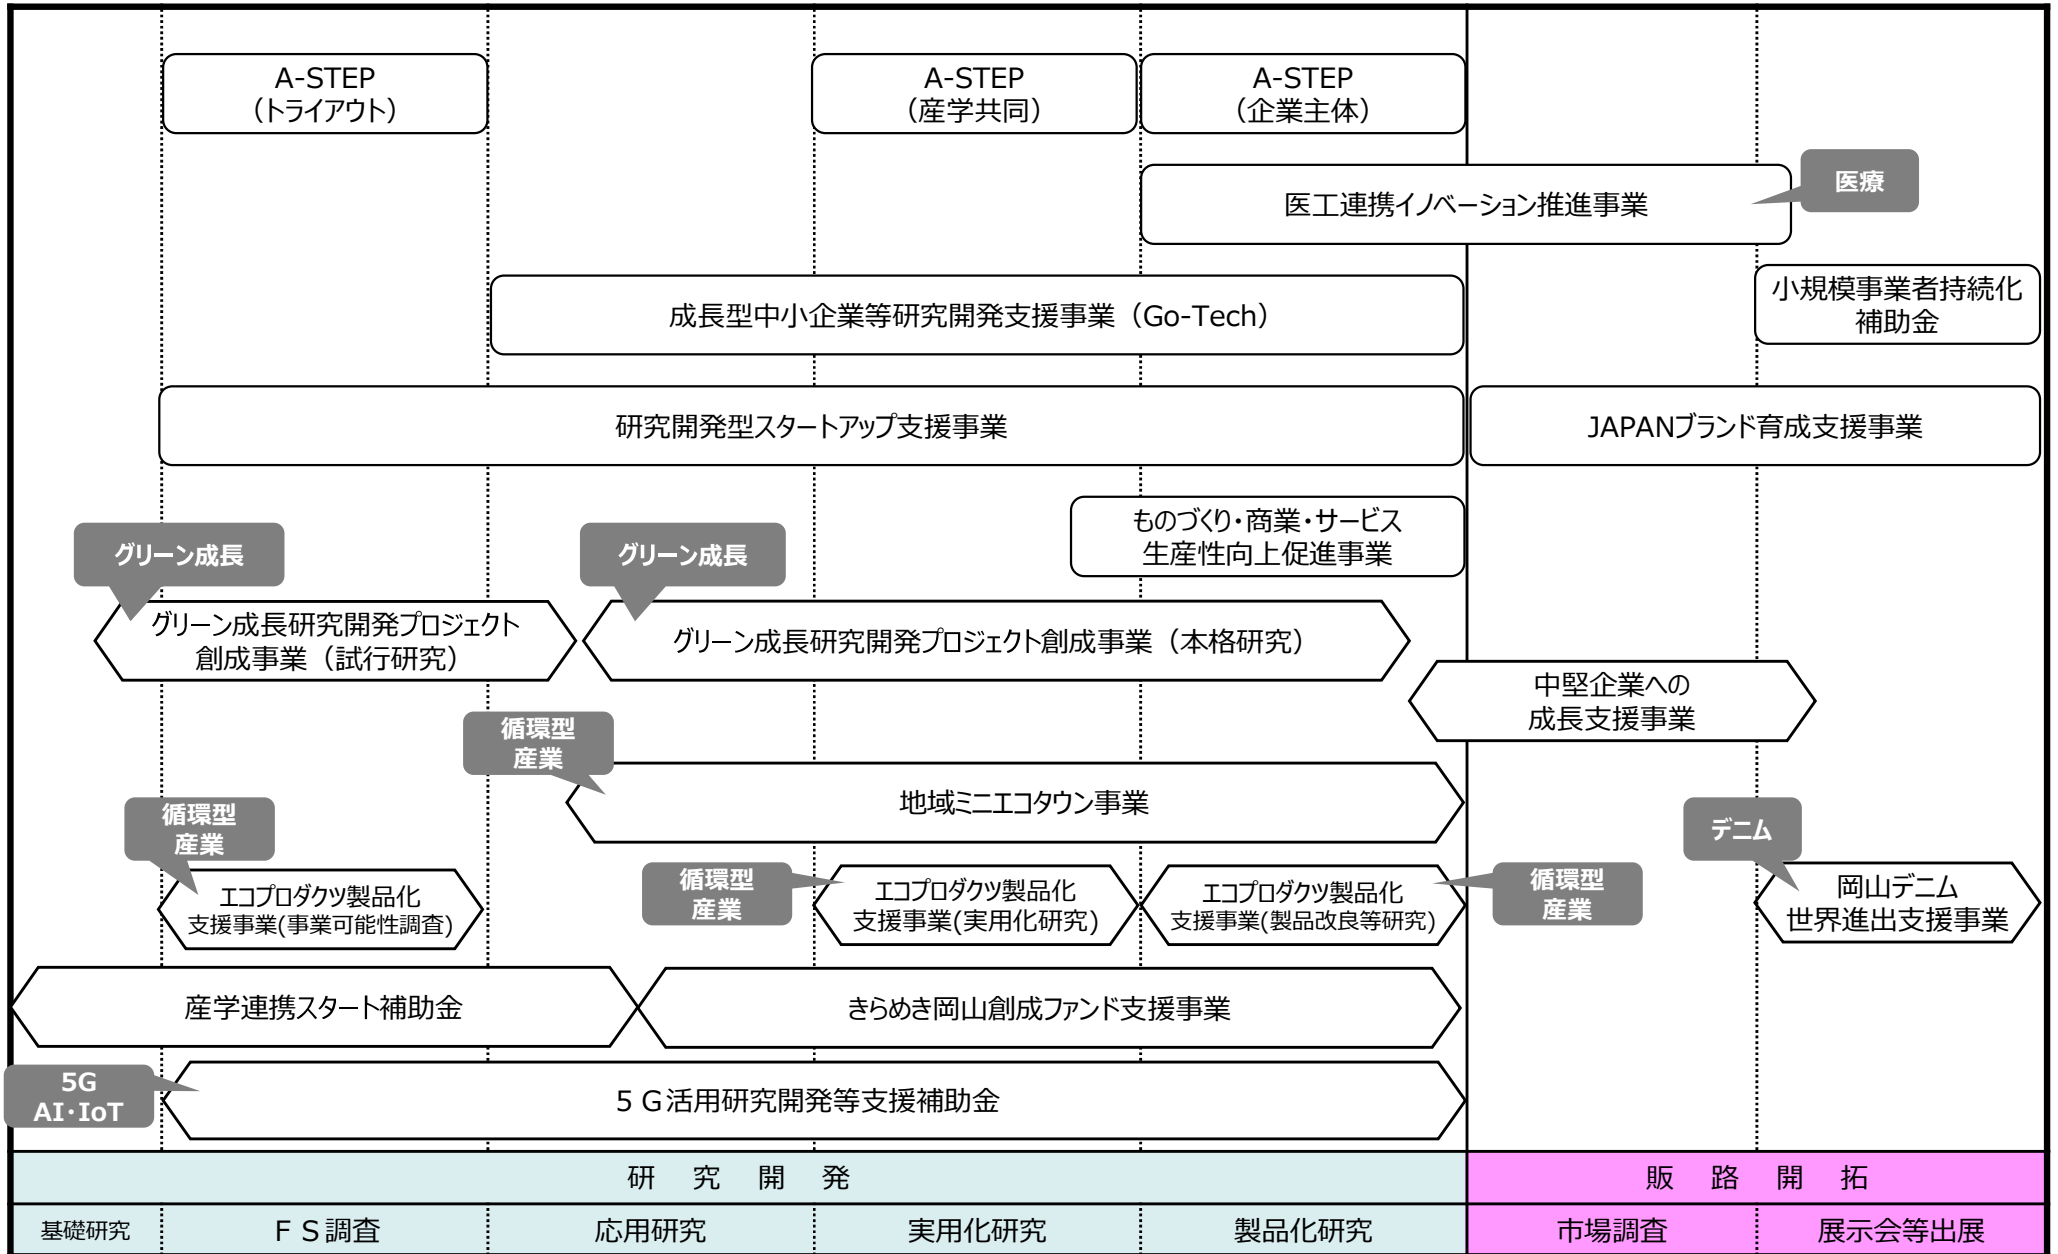 A-STEP
（トライアウト）
A-STEP
（産学共同）
A-STEP
（企業主体）
医療
医工連携イノベーション推進事業
小規模事業者持続化
補助金
成長型中小企業等研究開発支援事業（Go-Tech）
研究開発型スタートアップ支援事業
JAPANブランド育成支援事業
ものづくり・商業・サービス
生産性向上促進事業
グリーン成長
グリーン成長
グリーン成長研究開発プロジェクト
創成事業（試行研究）
グリーン成長研究開発プロジェクト創成事業（本格研究）
中堅企業への
成長支援事業
循環型
産業
地域ミニエコタウン事業
循環型
産業
デニム
エコプロダクツ製品化
支援事業(事業可能性調査)
循環型
産業
エコプロダクツ製品化
支援事業(実用化研究)
エコプロダクツ製品化
支援事業(製品改良等研究)
循環型
産業
岡山デニム
世界進出支援事業
産学連携スタート補助金
きらめき岡山創成ファンド支援事業
5G
AI・IoT
５Ｇ活用研究開発等支援補助金
研　究　開　発
販　路　開　拓
基礎研究
ＦＳ調査
応用研究
実用化研究
製品化研究
市場調査
展示会等出展